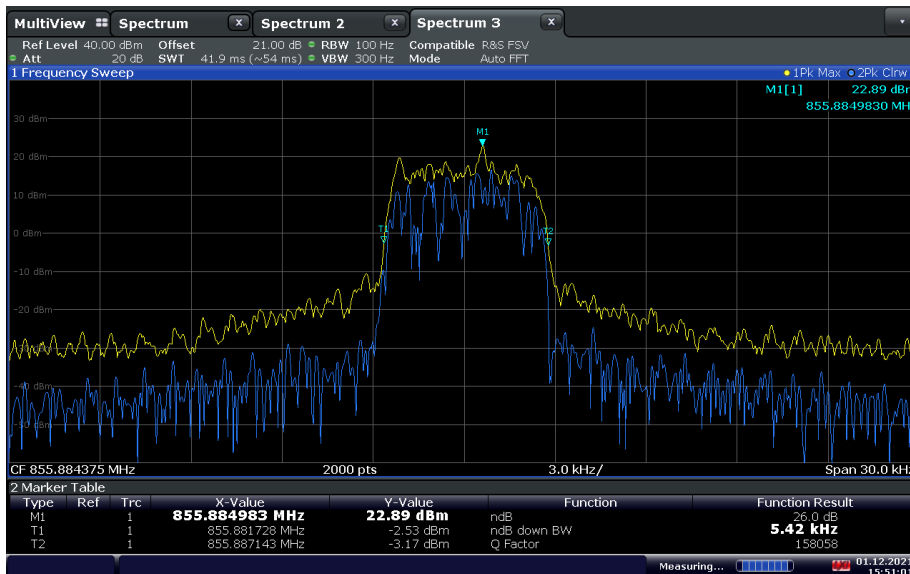 MultiView Spectrum x Spectrum 2 x Spectrum 3 x
Ref Level 40.00 dBm Offset 21.00 dB RBW 100 Hz Compatible R&S FSV
Att 20 dB SWT 41.9 ms (~54 ms) VBW 300 Hz Mode Auto FFT
1 Frequency Sweep 1Pk Max 2Pk Clrw
M1[1] 22.89 dBm
855.8849830 MH
30 dBm
M1
20 dBm
10 dBm
0 dBm
T1
-10 dBm
-20 dBm
CF 855.884375 MHz 2000 pts 3.0 kHz/ Span 30.0 kHz
2 Marker Table
Type Ref Trc X-Value Y-Value Function Function Result
M1 1 855.884983 MHz 22.89 dBm ndB 26.0 dB
T1 1 855.881728 MHz -2.53 dBm ndB down BW 5.42 kHz
T2 1 855.887143 MHz -3.17 dBm Q Factor 158058
Measuring... 01.12.2021
15:51:01